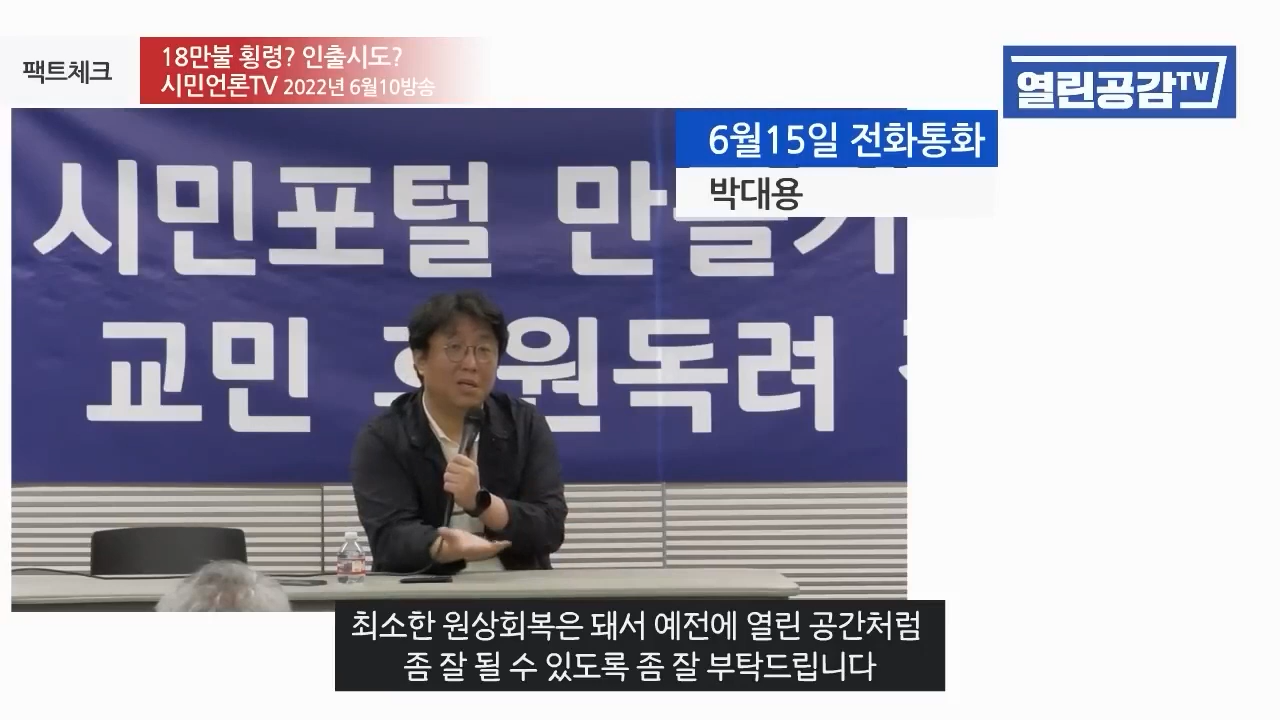 팩트체크
18만불 횡령? 인출시도?
시민언론TV 2022년 6월10방송
열린공감TV
6월15일 전화통화
박대용
시민포털 만들기
교민 후원독려
최소한 원상회복은 돼서 예전에 열린 공간처럼
좀 잘 될 수 있도록 좀 잘 부탁드립니다